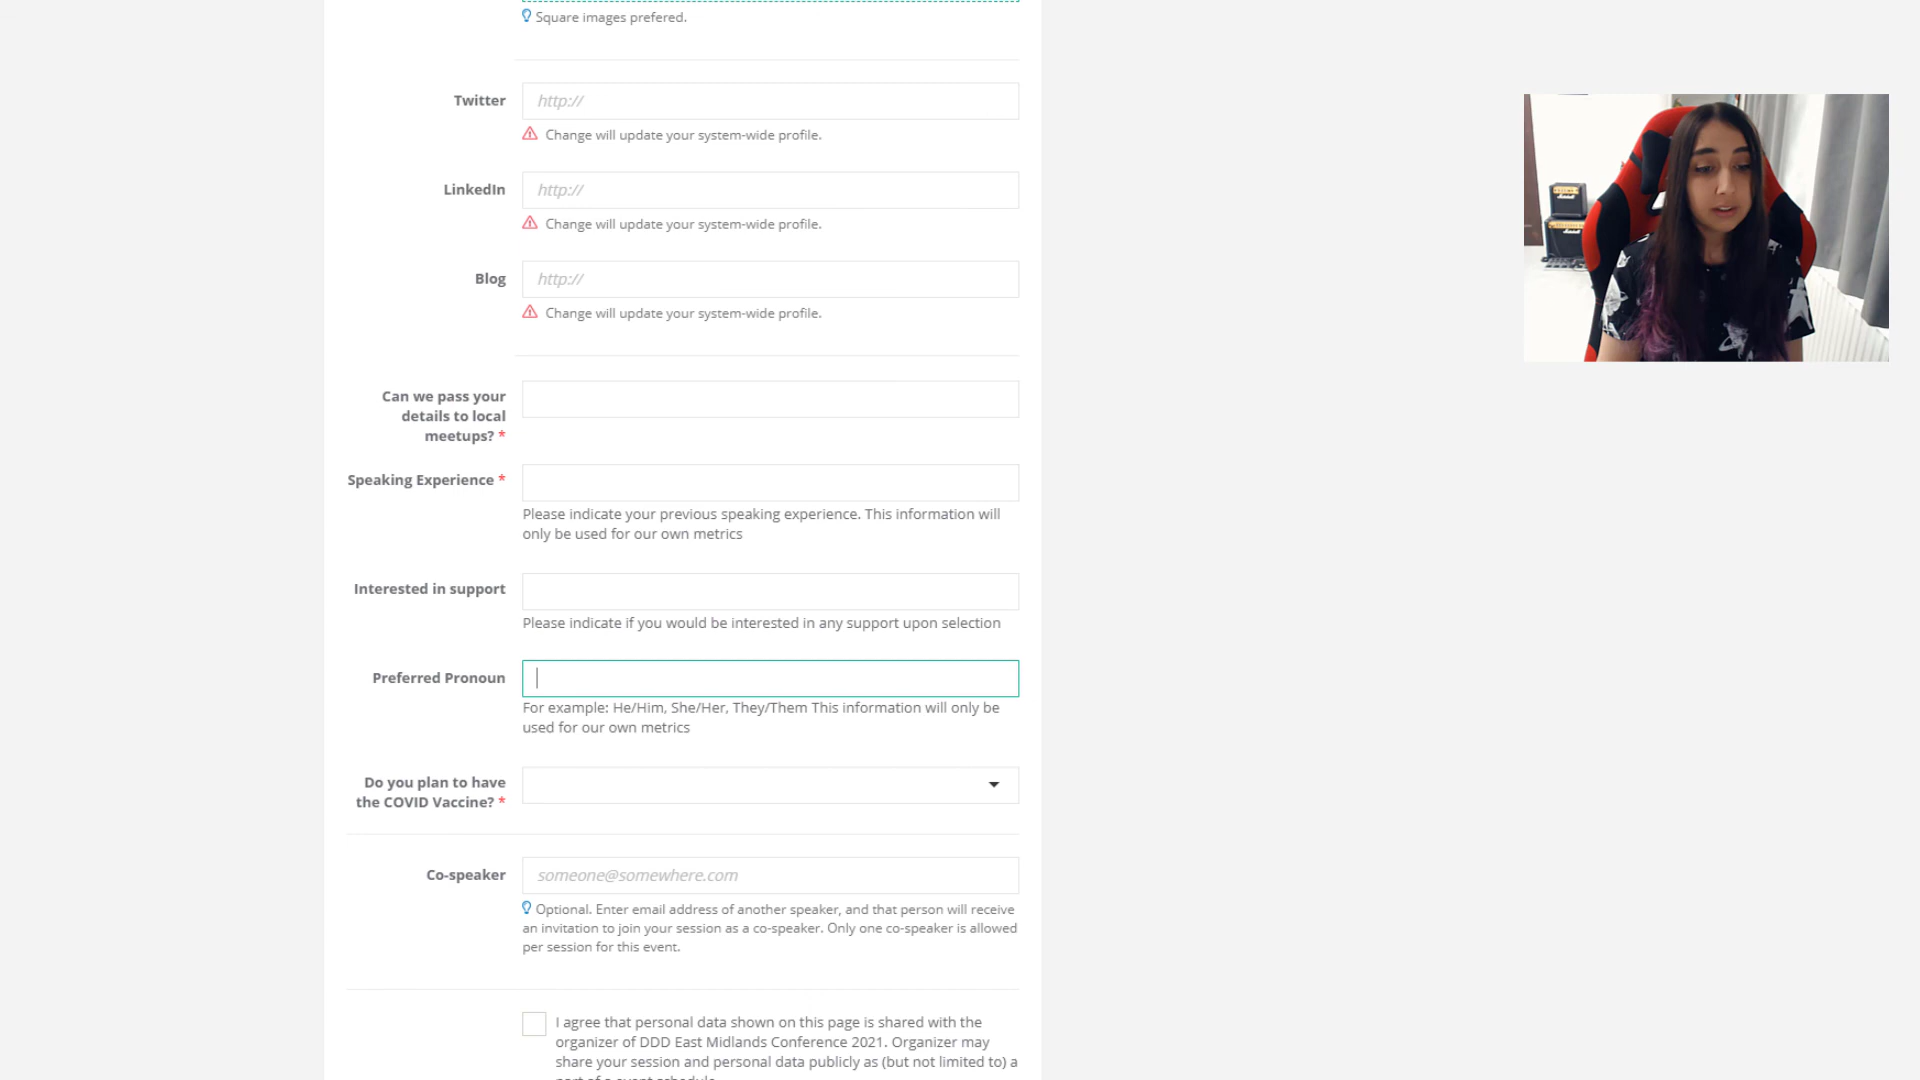 Square images prefered.
Twitter
http://
Change will update your system-wide profile.
LinkedIn
http://
Change will update your system-wide profile.
Blog
http://
Change will update your system-wide profile.
Can we pass your
details to local
meetups? *
Speaking Experience *
Please indicate your previous speaking experience. This information will
only be used for our own metrics
Interested in support
Please indicate if you would be interested in any support upon selection
Preferred Pronoun
For example: He/Him, She/Her, They/Them This information will only be
used for our own metrics
Do you plan to have
the COVID Vaccine? *
Co-speaker
someone@somewhere.com
Optional. Enter email address of another speaker, and that person will receive
an invitation to join your session as a co-speaker. Only one co-speaker is allowed
per session for this event.
I agree that personal data shown on this page is shared with the
organizer of DDD East Midlands Conference 2021. Organizer may
share your session and personal data publicly as (but not limited to) a
part of a event schedule.